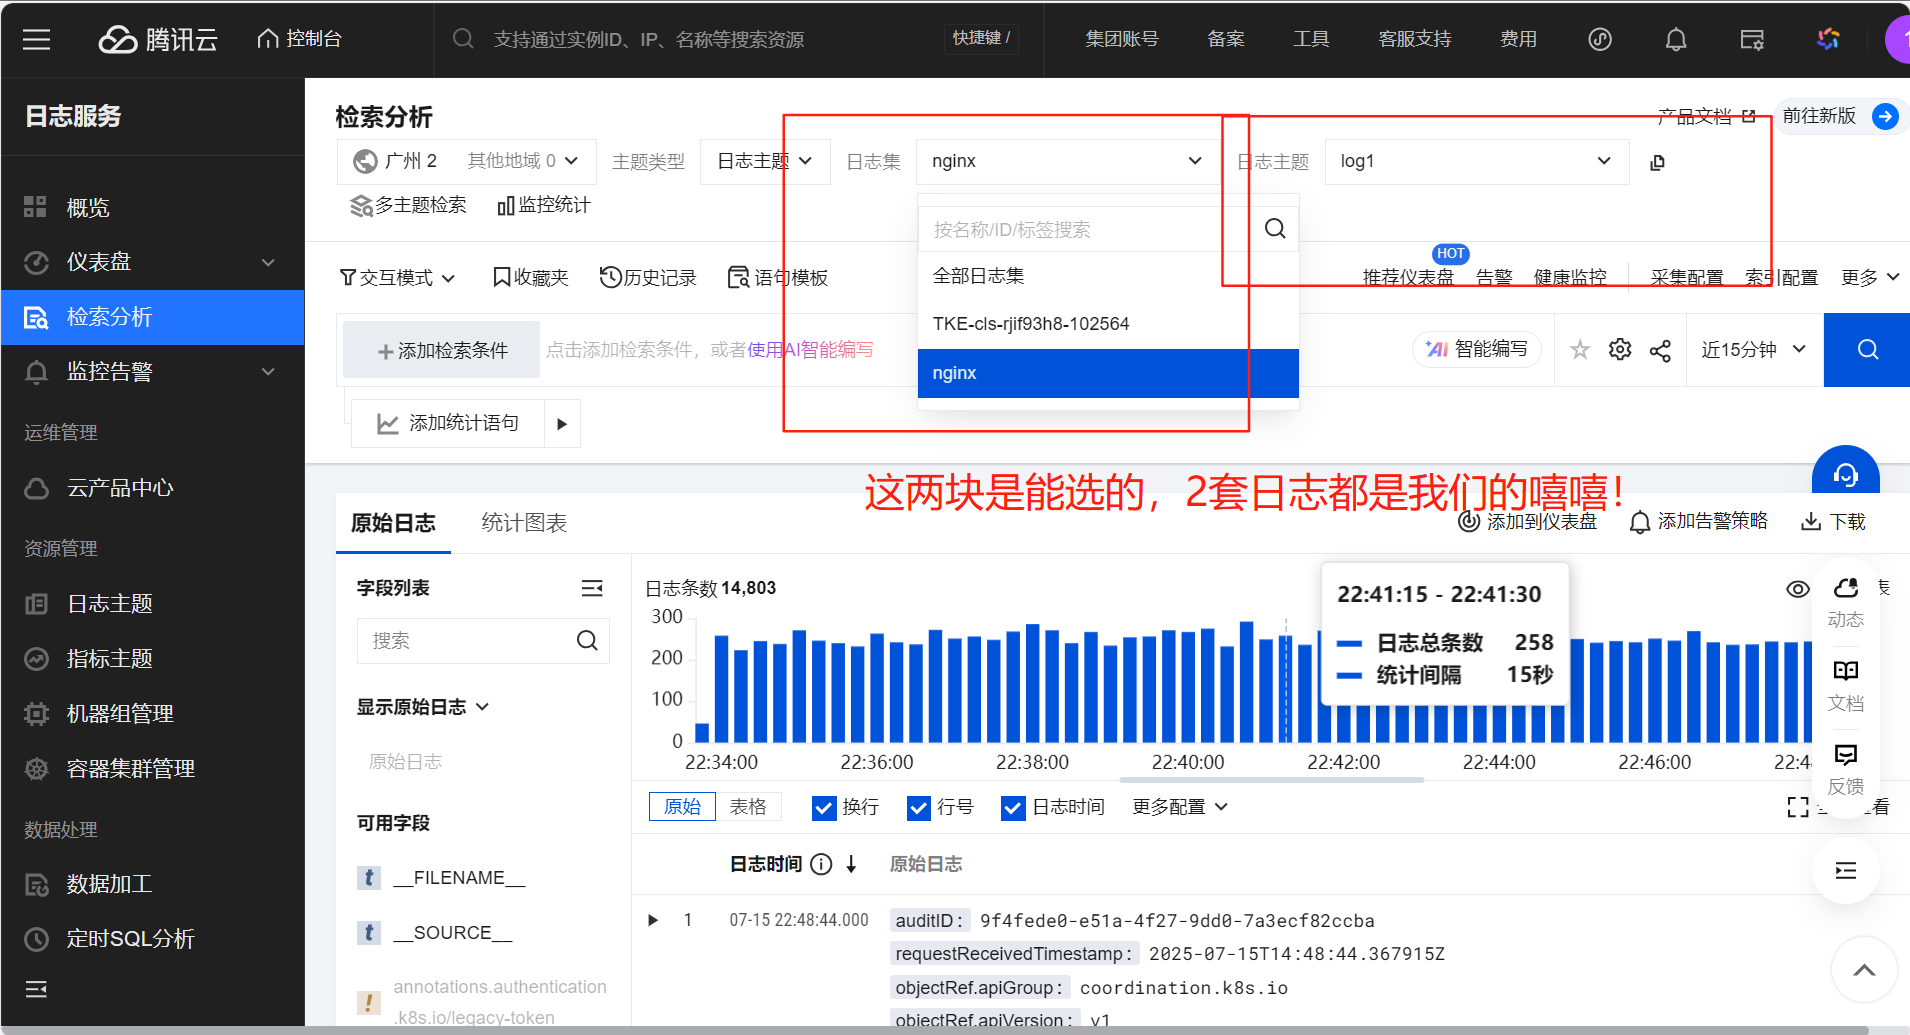 腾讯云
控制台
支持通过实例ID、IP、名称等搜索资源
快捷键 /
集团账号
备案
工具
客服支持
费用
日志服务
概览
仪表盘
检索分析
监控告警
运维管理
云产品中心
资源管理
日志主题
指标主题
机器组管理
容器集群管理
数据处理
数据加工
定时SQL分析
检索分析
产品文档
前往新版
广州 2
其他地域 0
主题类型
日志主题
日志集
nginx
日志主题
log1
多主题检索
监控统计
按名称/ID/标签搜索
全部日志集
TKE-cls-rjif93h8-102564
nginx
交互模式
收藏夹
历史记录
语句模板
HOT
推荐仪表盘
告警
健康监控
采集配置
索引配置
更多
添加检索条件
点击添加检索条件，或者使用AI智能编写
AI 智能编写
近15分钟
添加统计语句
这两块是能选的，2套日志都是我们的嘻嘻！
原始日志
统计图表
添加到仪表盘
添加告警策略
下载
字段列表
搜索
显示原始日志
原始日志
可用字段
t __FILENAME__
t __SOURCE__
! annotations.authentication
.k8s.io/legacy-token
日志条数 14,803
300
200
100
0
22:34:00
22:36:00
22:38:00
22:40:00
22:42:00
22:44:00
22:46:00
22:4
22:41:15 - 22:41:30
日志总条数 258
统计间隔 15秒
表
动态
文档
反馈
原始
表格
换行
行号
日志时间
更多配置
看
日志时间
原始日志
1
07-15 22:48:44.000
auditID: 9f4fede0-e51a-4f27-9dd0-7a3ecf82ccba
requestReceivedTimestamp: 2025-07-15T14:48:44.367915Z
objectRef.apiGroup: coordination.k8s.io
objectRef.apiVersion: v1